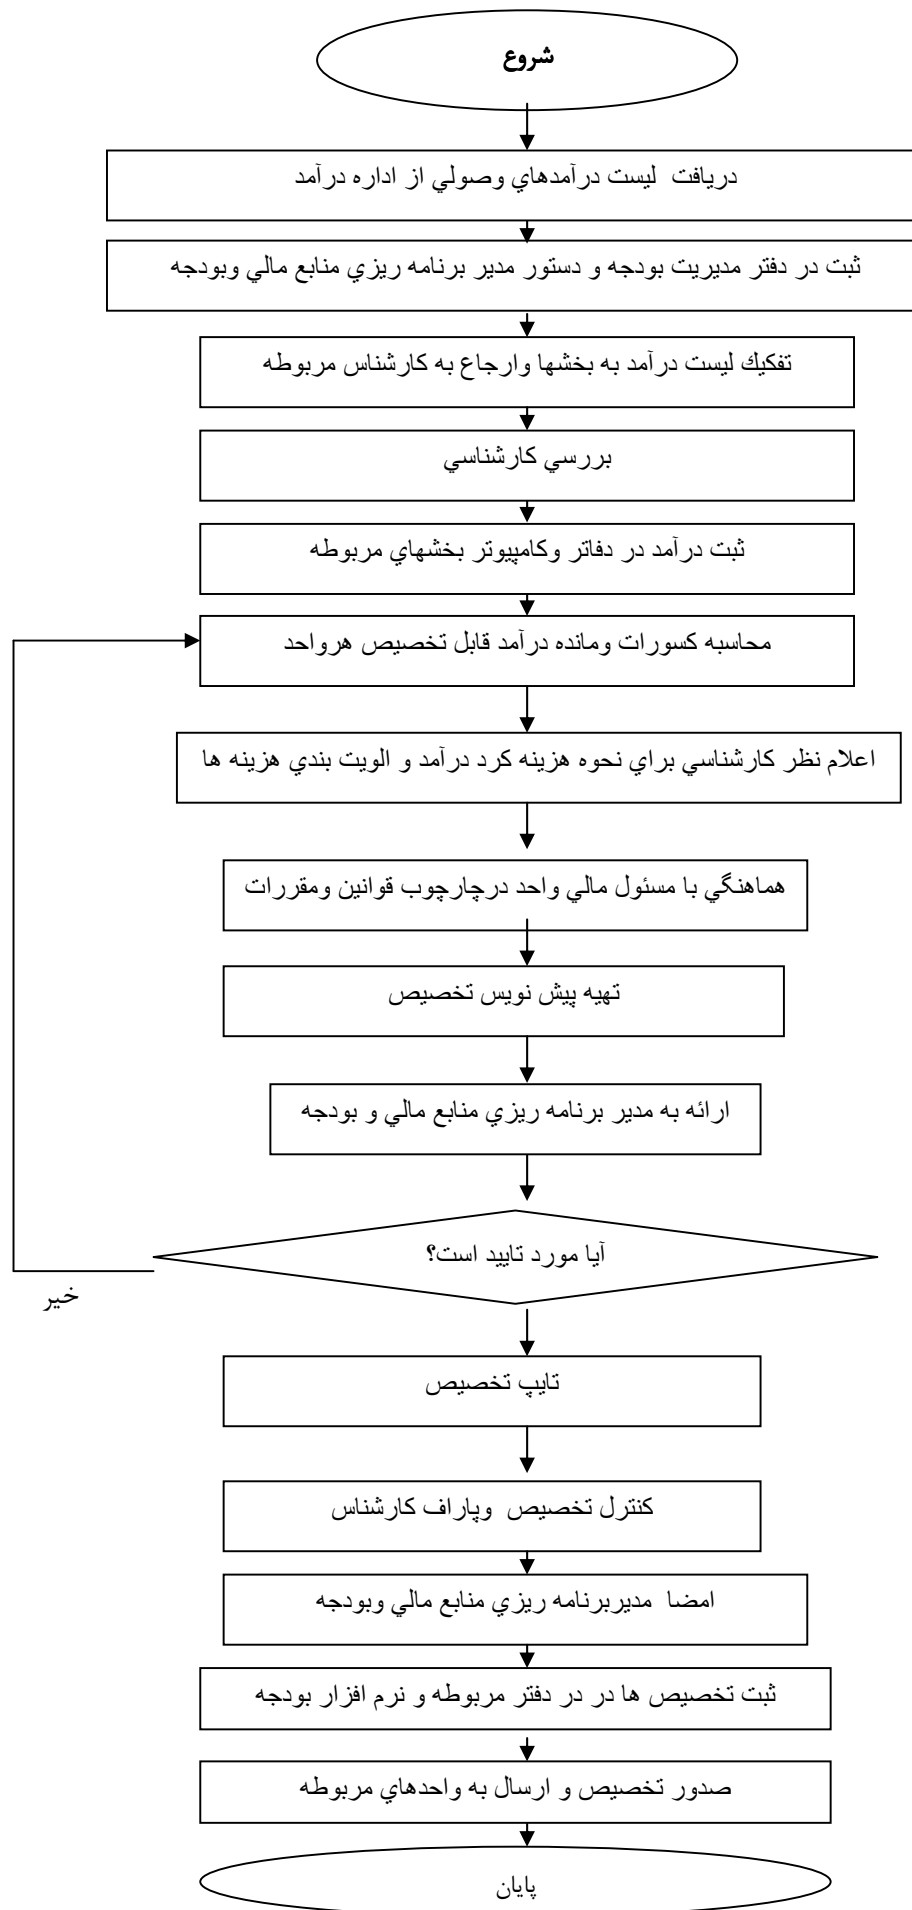 شروع
دريافت ليست درآمدهاي وصولي از اداره درآمد
ثبت در دفتر مديريت بودجه و دستور مدير برنامه ريزي منابع مالي وبودجه
تفكيك ليست درآمد به بخشها وارجاع به كارشناس مربوطه
بررسي كارشناسي
ثبت درآمد در دفاتر وكامپيوتر بخشهاي مربوطه
محاسبه كسورات ومانده درآمد قابل تخصيص هرواحد
اعلام نظر كارشناسي براي نحوه هزينه كرد درآمد و الويت بندي هزينه ها
هماهنگي با مسئول مالي واحد درچارچوب قوانين ومقررات
تهيه پيش نويس تخصيص
ارائه به مدير برنامه ريزي منابع مالي و بودجه
آيا مورد تاييد است؟
خير
تايپ تخصيص
كنترل تخصيص وپاراف كارشناس
امضا مديربرنامه ريزي منابع مالي وبودجه
ثبت تخصيص ها در در دفتر مربوطه و نرم افزار بودجه
صدور تخصيص و ارسال به واحدهاي مربوطه
پايان